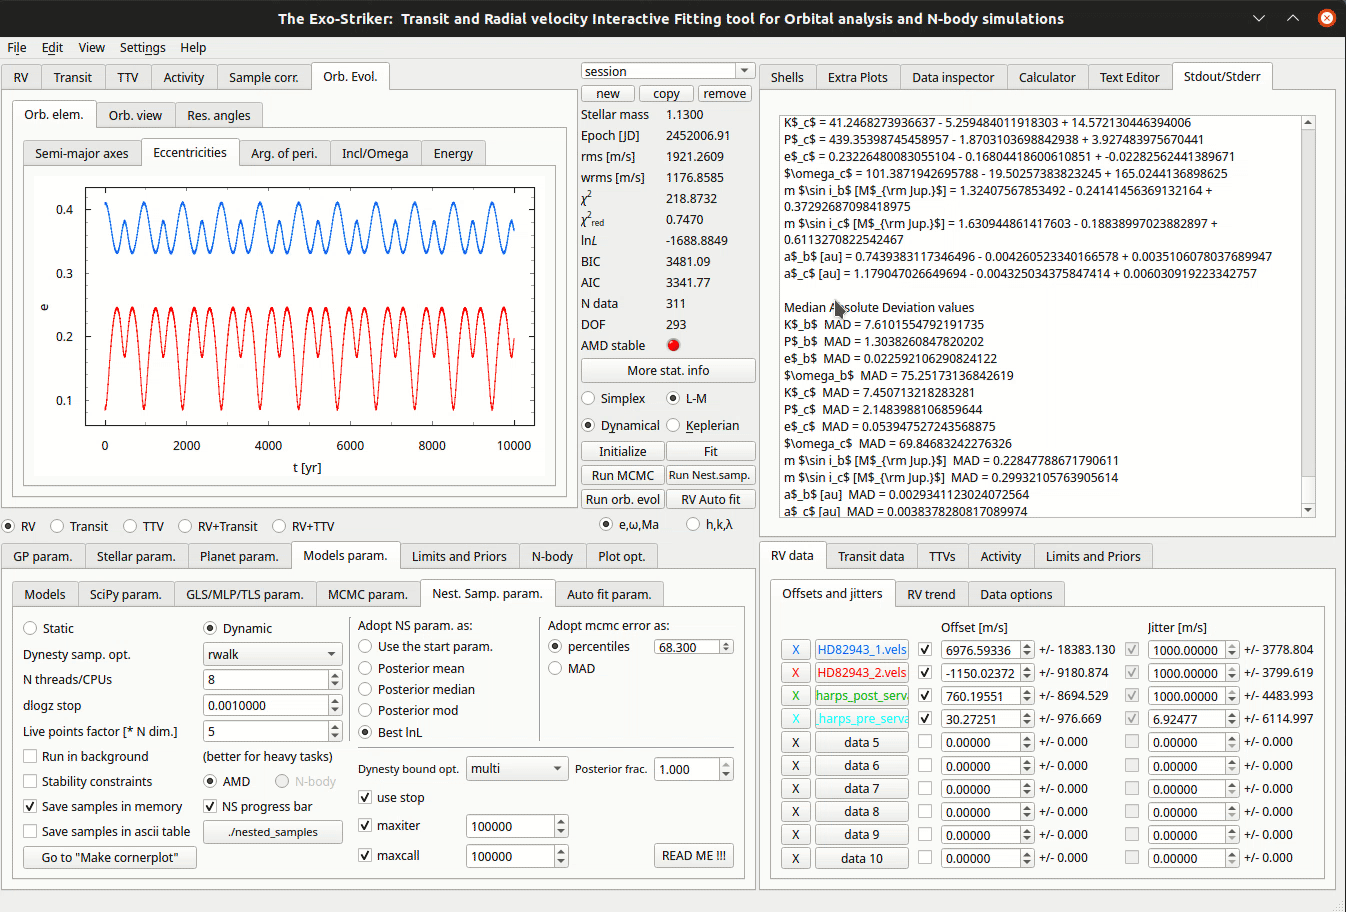 The Exo-Striker: Transit and Radial velocity Interactive Fitting tool for Orbital analysis and N-body simulations
File Edit View Settings Help
RV Transit TTV Activity Sample corr. Orb. Evol.
Orb. elem. Orb. view Res. angles
Semi-major axes Eccentricities Arg. of peri. Incl/Omega Energy
0.4
0.3
e
0.2
0.1
0 2000 4000 6000 8000 10000
t [yr]
session
new copy remove
Stellar mass 1.1300
Epoch [JD] 2452006.91
rms [m/s] 1921.2609
wrms [m/s] 1176.8585
χ2 218.8732
χ2red 0.7470
lnL -1688.8849
BIC 3481.09
AIC 3341.77
N data 311
DOF 293
AMD stable
More stat. info
Simplex L-M
Dynamical Keplerian
Initialize Fit
Run MCMC Run Nest.samp.
Run orb. evol RV Auto fit
e,ω,Ma h,k,λ
Shells Extra Plots Data inspector Calculator Text Editor Stdout/Stderr
K$_c$ = 41.2468273936637 - 5.259484011918303 + 14.572130446394006
P$_c$ = 439.35398745458957 - 1.8703103698842938 + 3.927483975670441
e$_c$ = 0.23226480083055104 - 0.16804418600610851 + -0.02282562441389671
$\omega_c$ = 101.3871942695788 - 19.50257383823245 + 165.0244136898625
m $\sin i_b$ [M$_{\rm Jup.}$] = 1.32407567853492 - 0.24141456369132164 +
0.37292687098418975
m $\sin i_c$ [M$_{\rm Jup.}$] = 1.630944861417603 - 0.18838997023882897 +
0.6113270822542467
a$_b$ [au] = 0.7439383117346496 - 0.004260523340166578 + 0.0035106078037689947
a$_c$ [au] = 1.179047026649694 - 0.004325034375847414 + 0.006030919223342757
Median Absolute Deviation values
K$_b$ MAD = 7.6101554792191735
P$_b$ MAD = 1.3038260847820202
e$_b$ MAD = 0.022592106290824122
$\omega_b$ MAD = 75.25173136842619
K$_c$ MAD = 7.450713218283281
P$_c$ MAD = 2.1483988106859644
e$_c$ MAD = 0.053947527243568875
$\omega_c$ MAD = 69.84683242276326
m $\sin i_b$ [M$_{\rm Jup.}$] MAD = 0.22847788671790611
m $\sin i_c$ [M$_{\rm Jup.}$] MAD = 0.29932105763905614
a$_b$ [au] MAD = 0.0029341123024072564
a$_c$ [au] MAD = 0.0038378280817089974
RV Transit TTV RV+Transit RV+TTV
GP param. Stellar param. Planet param. Models param. Limits and Priors N-body Plot opt.
Models SciPy param. GLS/MLP/TLS param. MCMC param. Nest. Samp. param. Auto fit param.
Static Dynamic
Dynesty samp. opt. rwalk
N threads/CPUs 8
dlogz stop 0.0010000
Live points factor [* N dim.] 5
Run in background (better for heavy tasks)
Stability constraints AMD N-body
Save samples in memory NS progress bar
Save samples in ascii table ./nested_samples
Go to "Make cornerplot"
Adopt NS param. as:
Use the start param.
Posterior mean
Posterior median
Posterior mod
Best lnL
Adopt mcmc error as:
percentiles 68.300
MAD
Dynesty bound opt. multi Posterior frac. 1.000
use stop
maxiter 100000
maxcall 100000 READ ME !!!
RV data Transit data TTVs Activity Limits and Priors
Offsets and jitters RV trend Data options
Offset [m/s] Jitter [m/s]
X HD82943_1.vels 6976.59336 +/- 18383.130 1000.00000 +/- 3778.804
X HD82943_2.vels -1150.02372 +/- 9180.874 1000.00000 +/- 3799.619
X harps_post_serv 760.19551 +/- 8694.529 1000.00000 +/- 4483.993
X _harps_pre_serva 30.27251 +/- 976.669 6.92477 +/- 6114.997
X data 5 0.00000 +/- 0.000 0.00000 +/- 0.000
X data 6 0.00000 +/- 0.000 0.00000 +/- 0.000
X data 7 0.00000 +/- 0.000 0.00000 +/- 0.000
X data 8 0.00000 +/- 0.000 0.00000 +/- 0.000
X data 9 0.00000 +/- 0.000 0.00000 +/- 0.000
X data 10 0.00000 +/- 0.000 0.00000 +/- 0.000